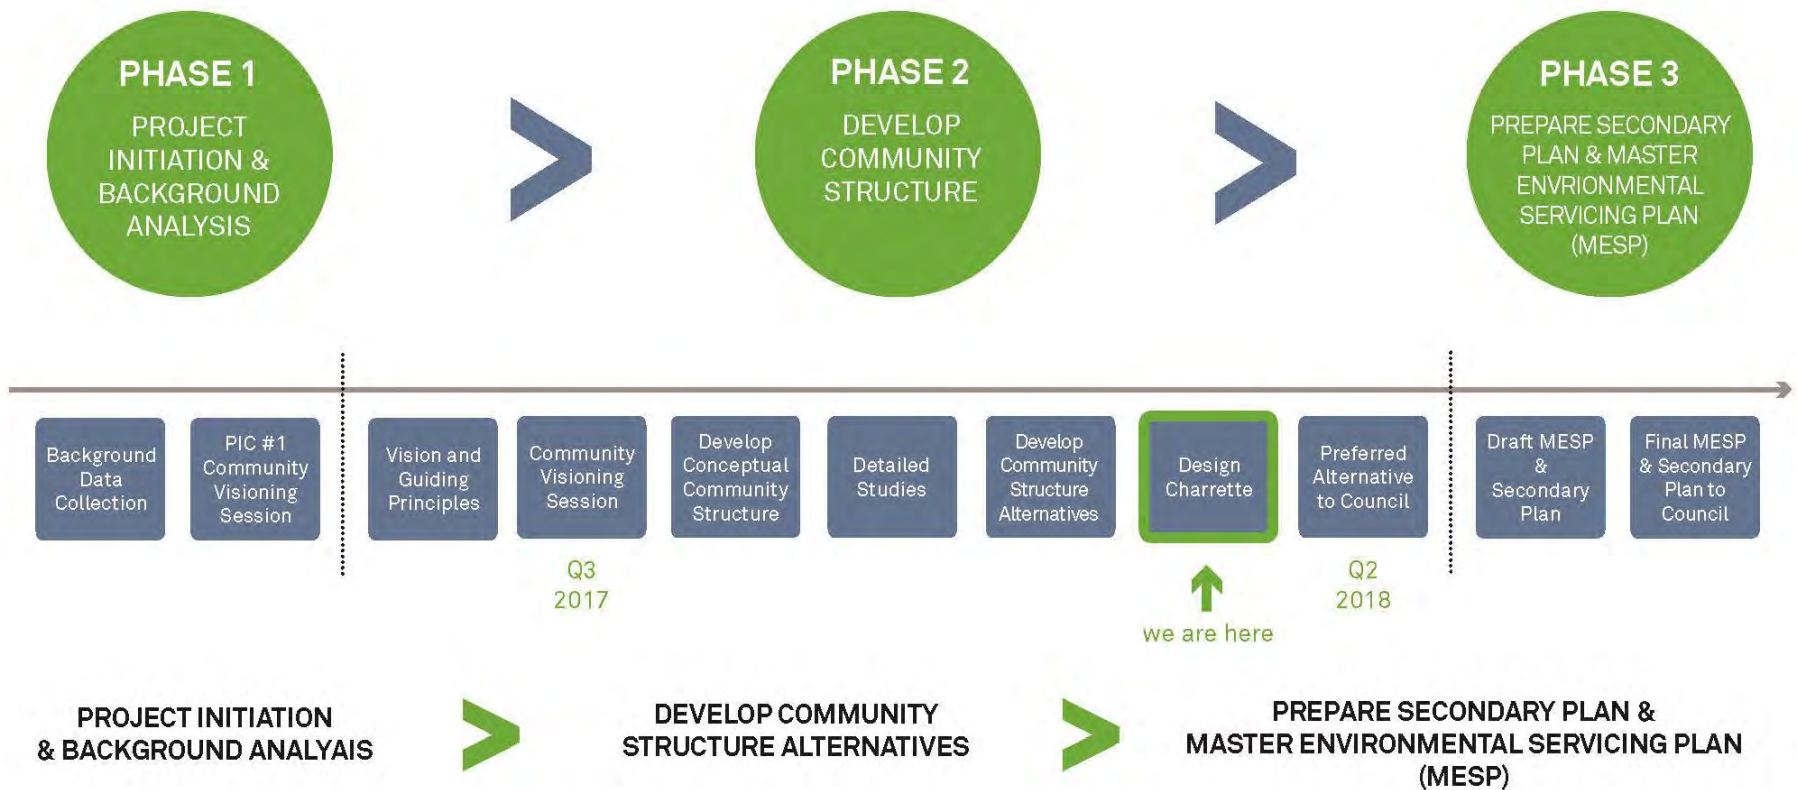 PHASE 1
PROJECT
INITIATION &
BACKGROUND
ANALYSIS
PHASE 2
DEVELOP
COMMUNITY
STRUCTURE
PHASE 3
PREPARE SECONDARY
PLAN & MASTER
ENVRIONMENTAL
SERVICING PLAN
(MESP)
Background
Data
Collection
PIC #1
Community
Visioning
Session
Vision and
Guiding
Principles
Community
Visioning
Session
Develop
Conceptual
Community
Structure
Detailed
Studies
Develop
Community
Structure
Alternatives
Design
Charrette
Preferred
Alternative
to Council
Draft MESP
&
Secondary
Plan
Final MESP
& Secondary
Plan to
Council
Q3
2017
we are here
Q2
2018
PROJECT INITIATION
& BACKGROUND ANALYAIS
DEVELOP COMMUNITY
STRUCTURE ALTERNATIVES
PREPARE SECONDARY PLAN &
MASTER ENVIRONMENTAL SERVICING PLAN
(MESP)